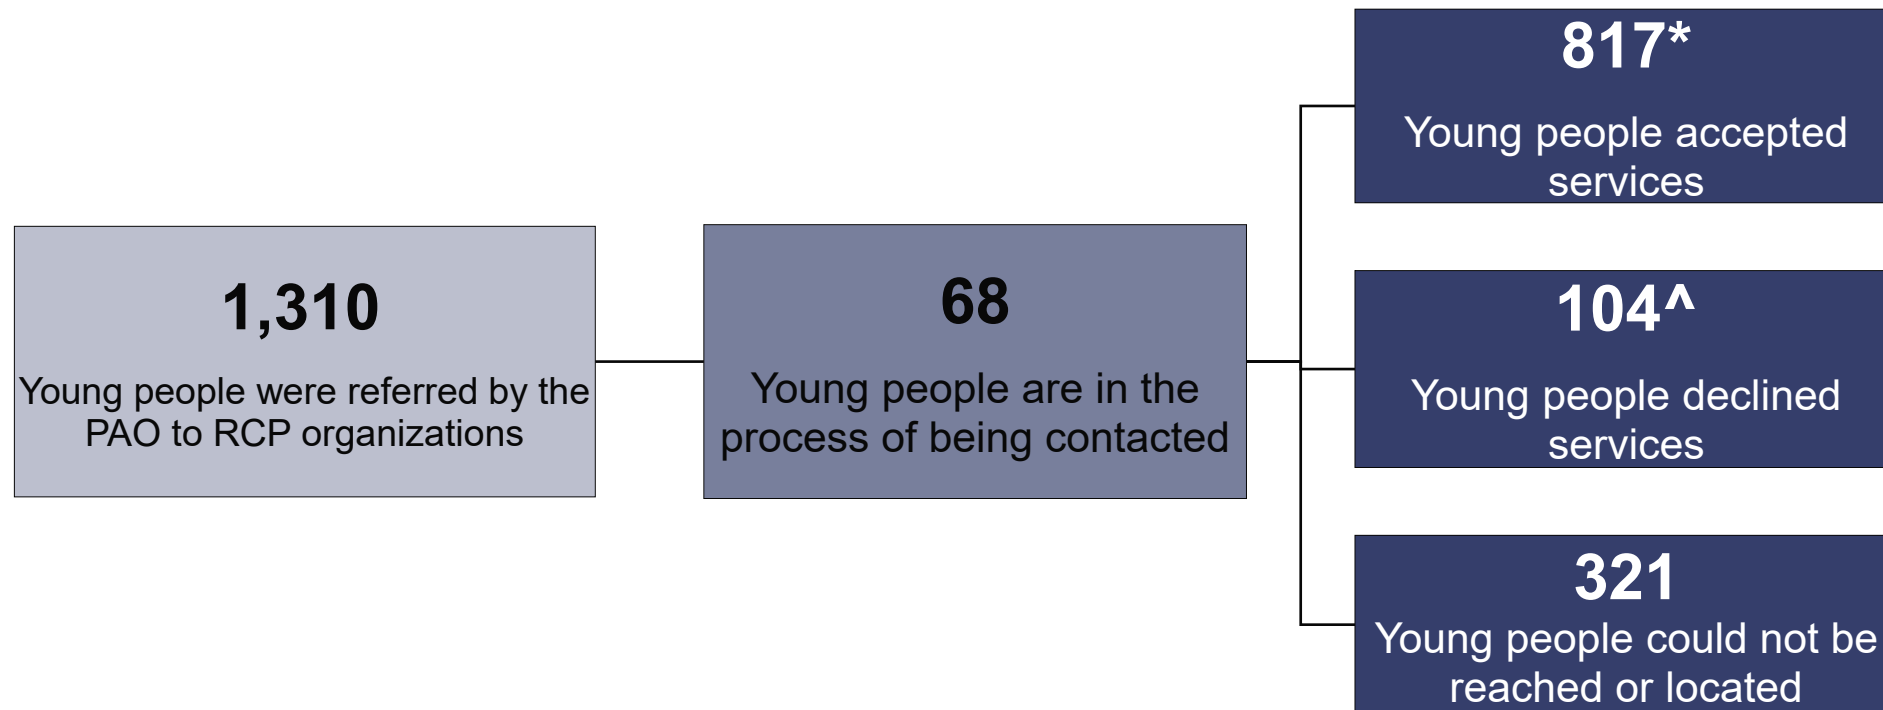 1,310
Young people were referred by the
PAO to RCP organizations
68
Young people are in the
process of being contacted
817*
Young people accepted
services
104^
Young people declined
services
321
Young people could not be
reached or located